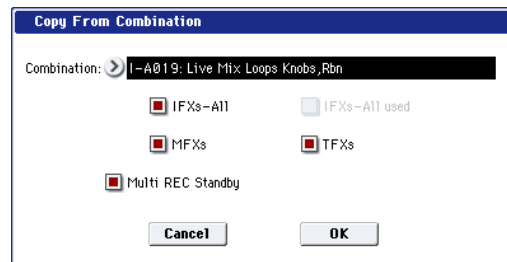 Copy From Combination
Combination: I-A019: Live Mix Loops Knobs,Rbn
IFXs-All IFXs-All used
MFXs TFXs
Multi REC Standby
Cancel OK